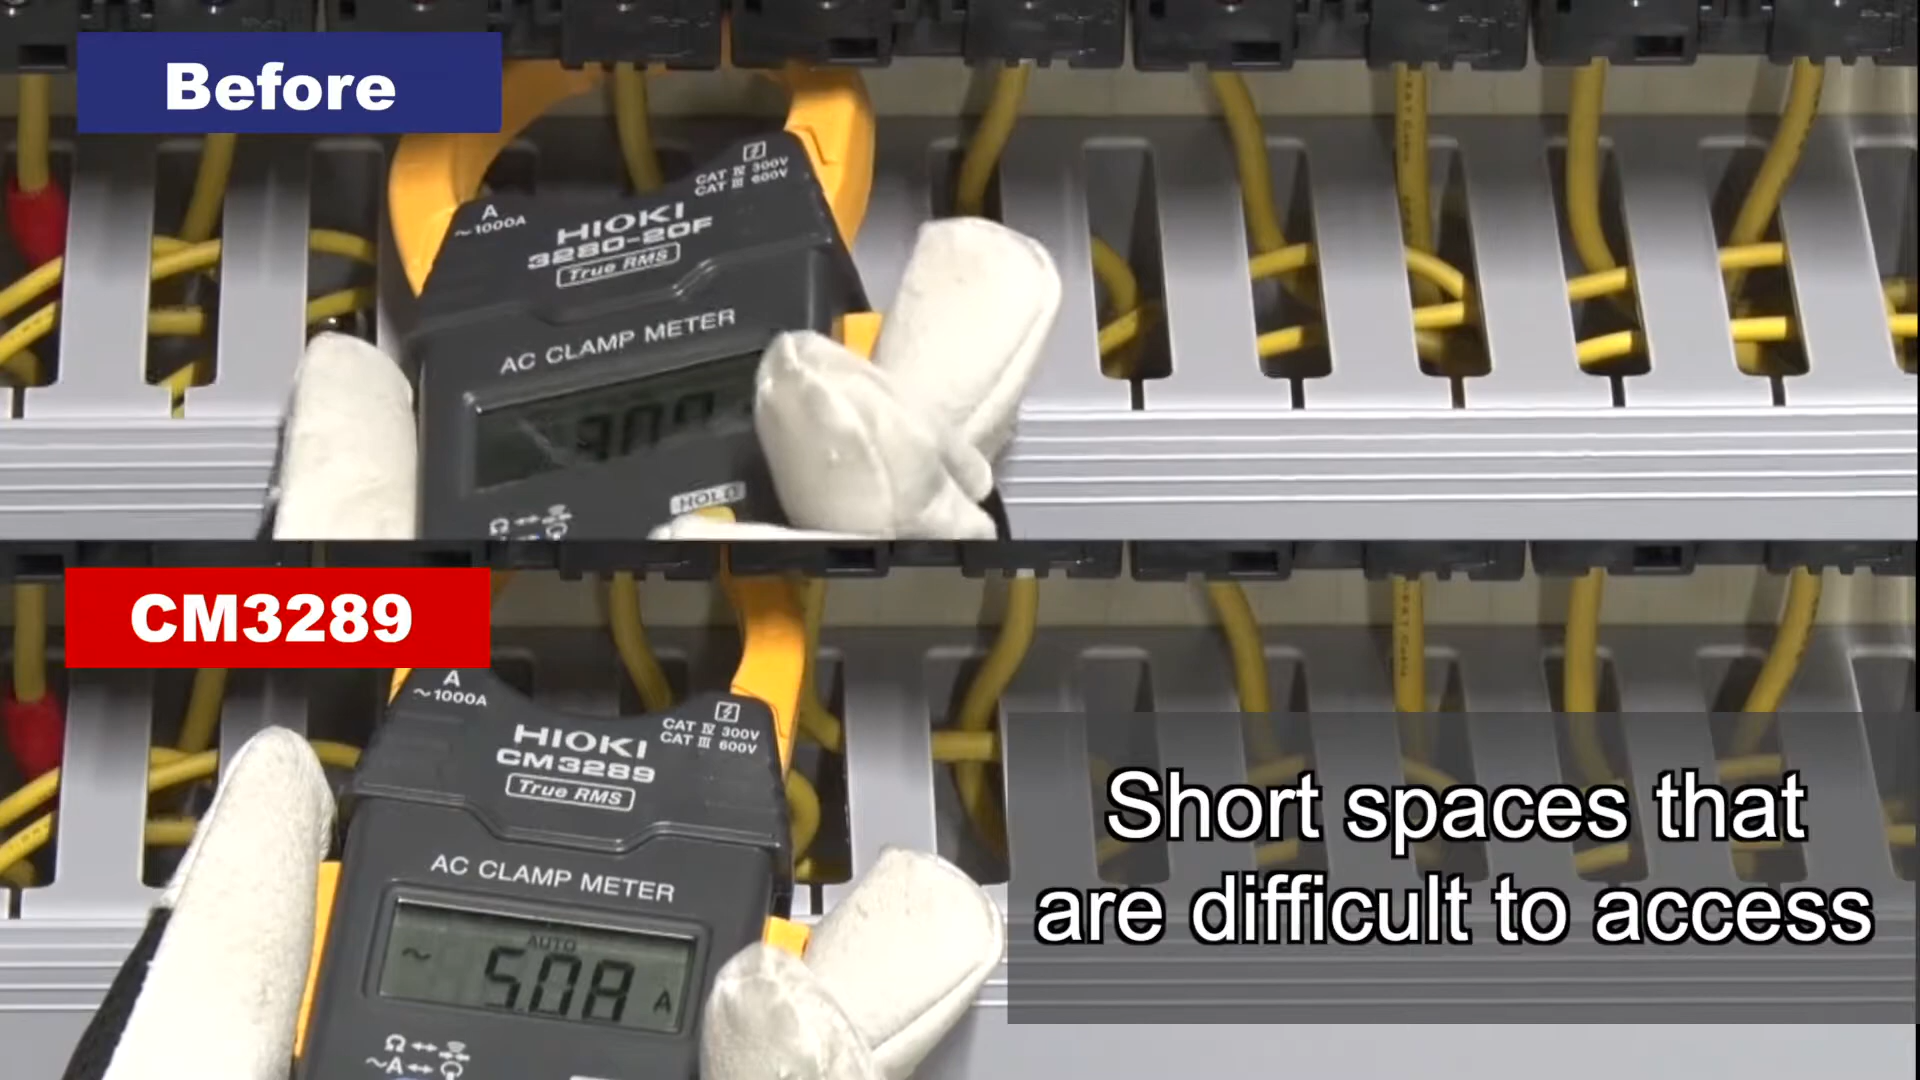 Before
CAT IV 300V
CAT III 600V
A
~1000A
HIOKI
3280-20F
True RMS
AC CLAMP METER
HOLD
CM3289
A
~1000A
CAT IV 300V
CAT III 600V
HIOKI
CM3289
True RMS
AC CLAMP METER
AUTO
~ A
Ω
~A
Short spaces that
are difficult to access